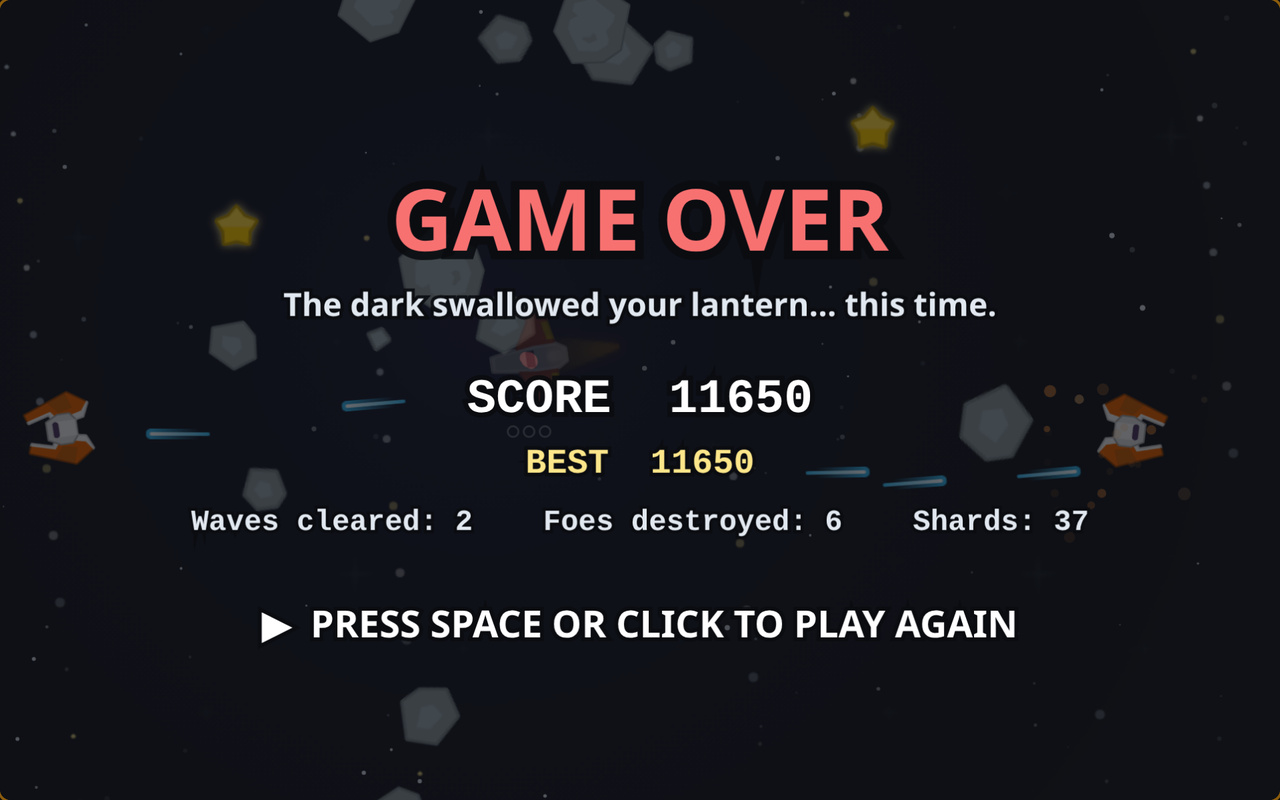 GAME OVER
The dark swallowed your lantern... this time.
SCORE 11650
BEST 11650
Waves cleared: 2 Foes destroyed: 6 Shards: 37
▶ PRESS SPACE OR CLICK TO PLAY AGAIN